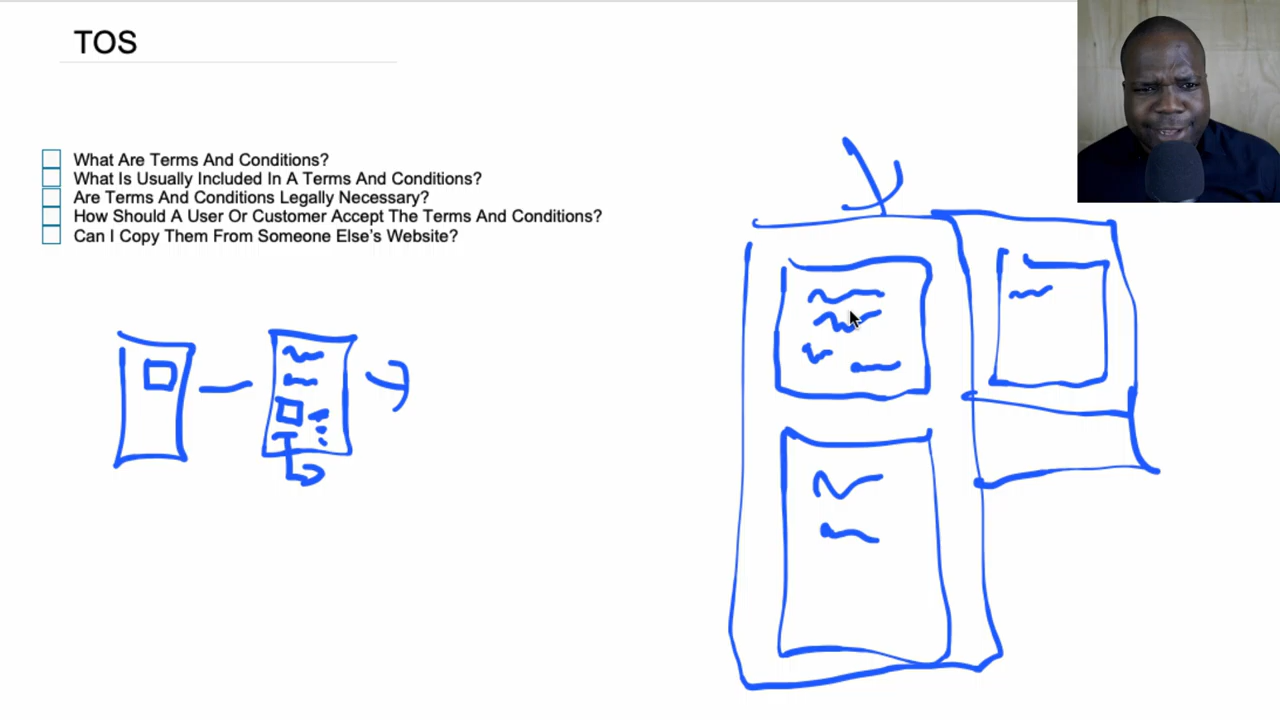 TOS
What Are Terms And Conditions?
What Is Usually Included In A Terms And Conditions?
Are Terms And Conditions Legally Necessary?
How Should A User Or Customer Accept The Terms And Conditions?
Can I Copy Them From Someone Else's Website?